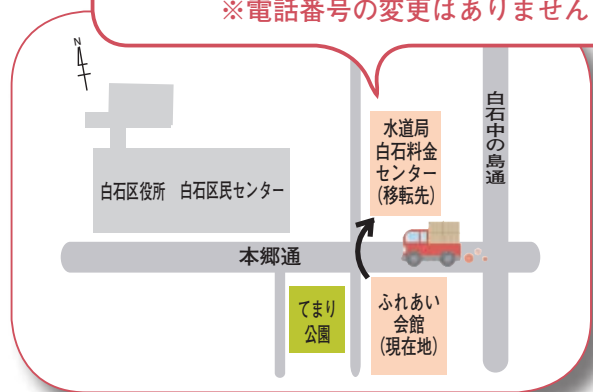 ※電話番号の変更はありません
N
水道局
白石料金
センター
(移転先)
白石中の島通
白石区役所 白石区民センター
本郷通
てまり
公園
ふれあい
会館
(現在地)